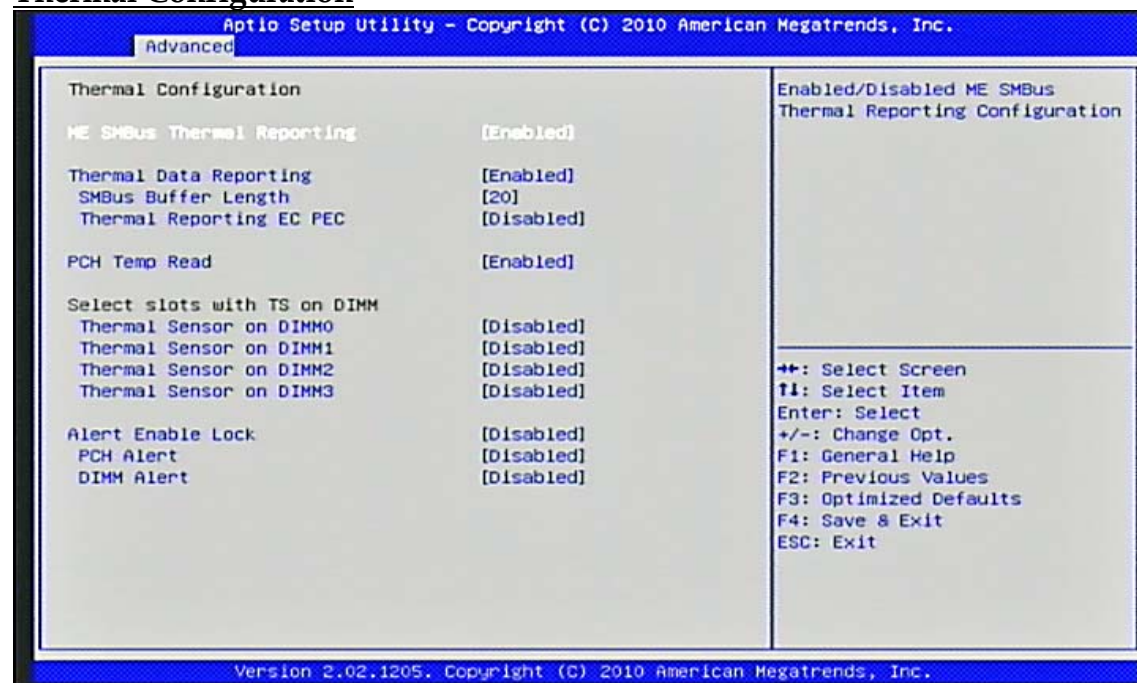 Thermal Configuration
Aptio Setup Utility – Copyright (C) 2010 American Megatrends, Inc.
Advanced
Thermal Configuration
ME SMBus Thermal Reporting [Enabled]
Thermal Data Reporting [Enabled]
SMBus Buffer Length [20]
Thermal Reporting EC PEC [Disabled]
PCH Temp Read [Enabled]
Select slots with TS on DIMM
Thermal Sensor on DIMM0 [Disabled]
Thermal Sensor on DIMM1 [Disabled]
Thermal Sensor on DIMM2 [Disabled]
Thermal Sensor on DIMM3 [Disabled]
Alert Enable Lock [Disabled]
PCH Alert [Disabled]
DIMM Alert [Disabled]
Enabled/Disabled ME SMBus
Thermal Reporting Configuration
→←: Select Screen
↑↓: Select Item
Enter: Select
+/-: Change Opt.
F1: General Help
F2: Previous Values
F3: Optimized Defaults
F4: Save & Exit
ESC: Exit
Version 2.02.1205. Copyright (C) 2010 American Megatrends, Inc.